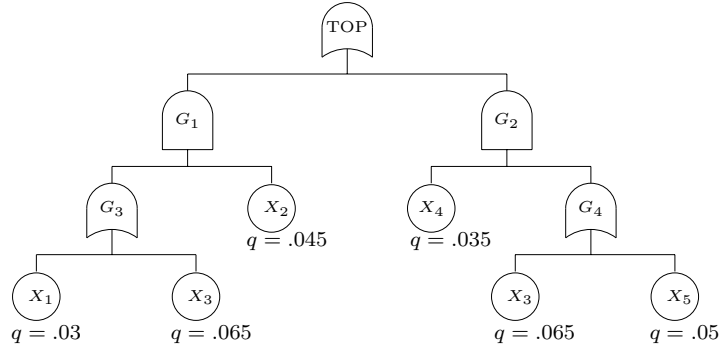 TOP
G₁ G₂
G₃ X₂ X₄ G₄
q = .045 q = .035
X₁ X₃ X₃ X₅
q = .03 q = .065 q = .065 q = .05